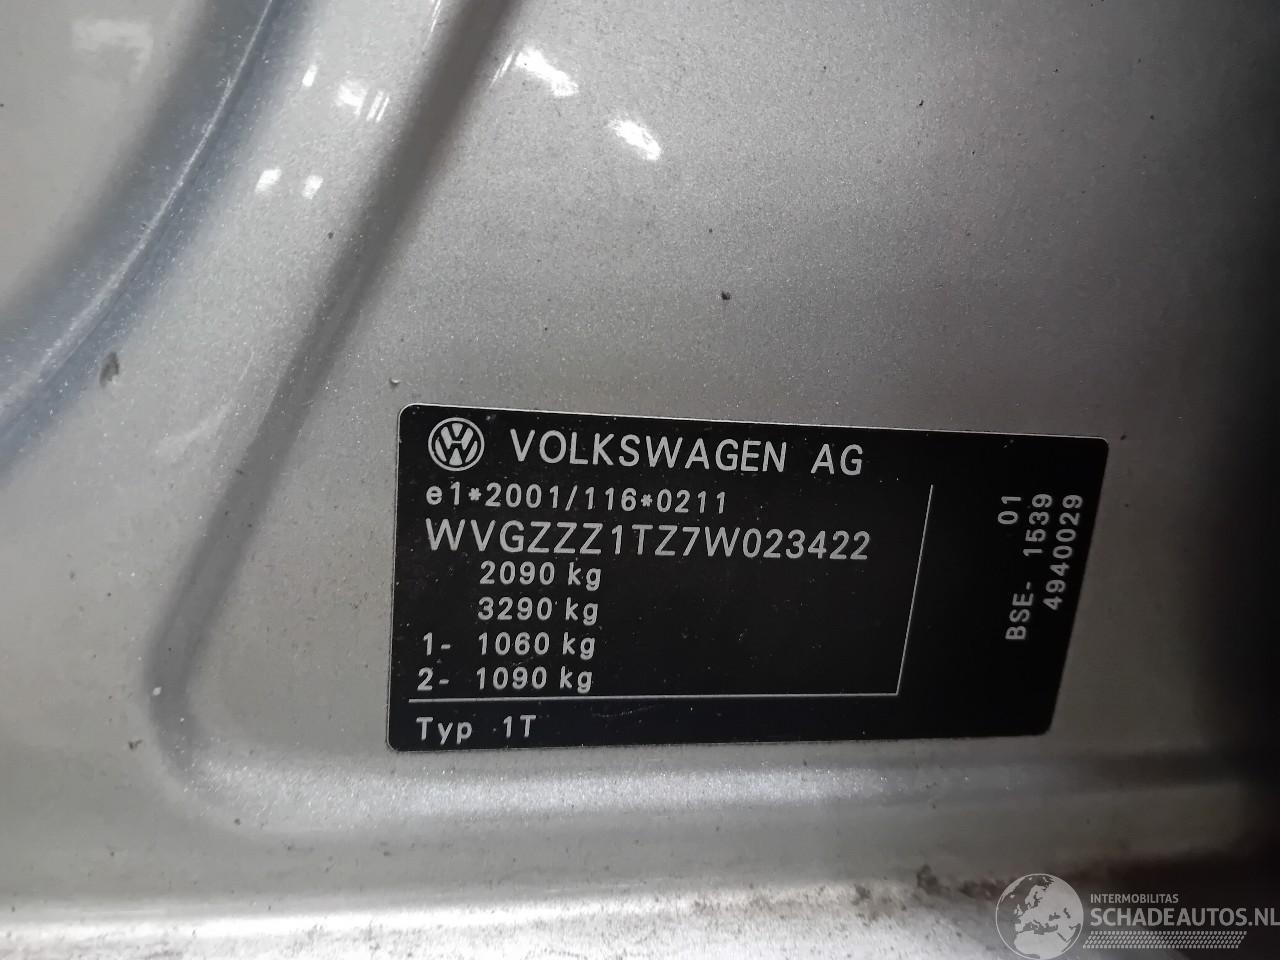 VOLKSWAGEN AG
e1*2001/116*0211
WVGZZZ1TZ7W023422
2090 kg
3290 kg
1- 1060 kg
2- 1090 kg
Typ 1T
01
BSE- 1539
4940029
INTERMOBILITAS
SCHADEAUTOS.NL